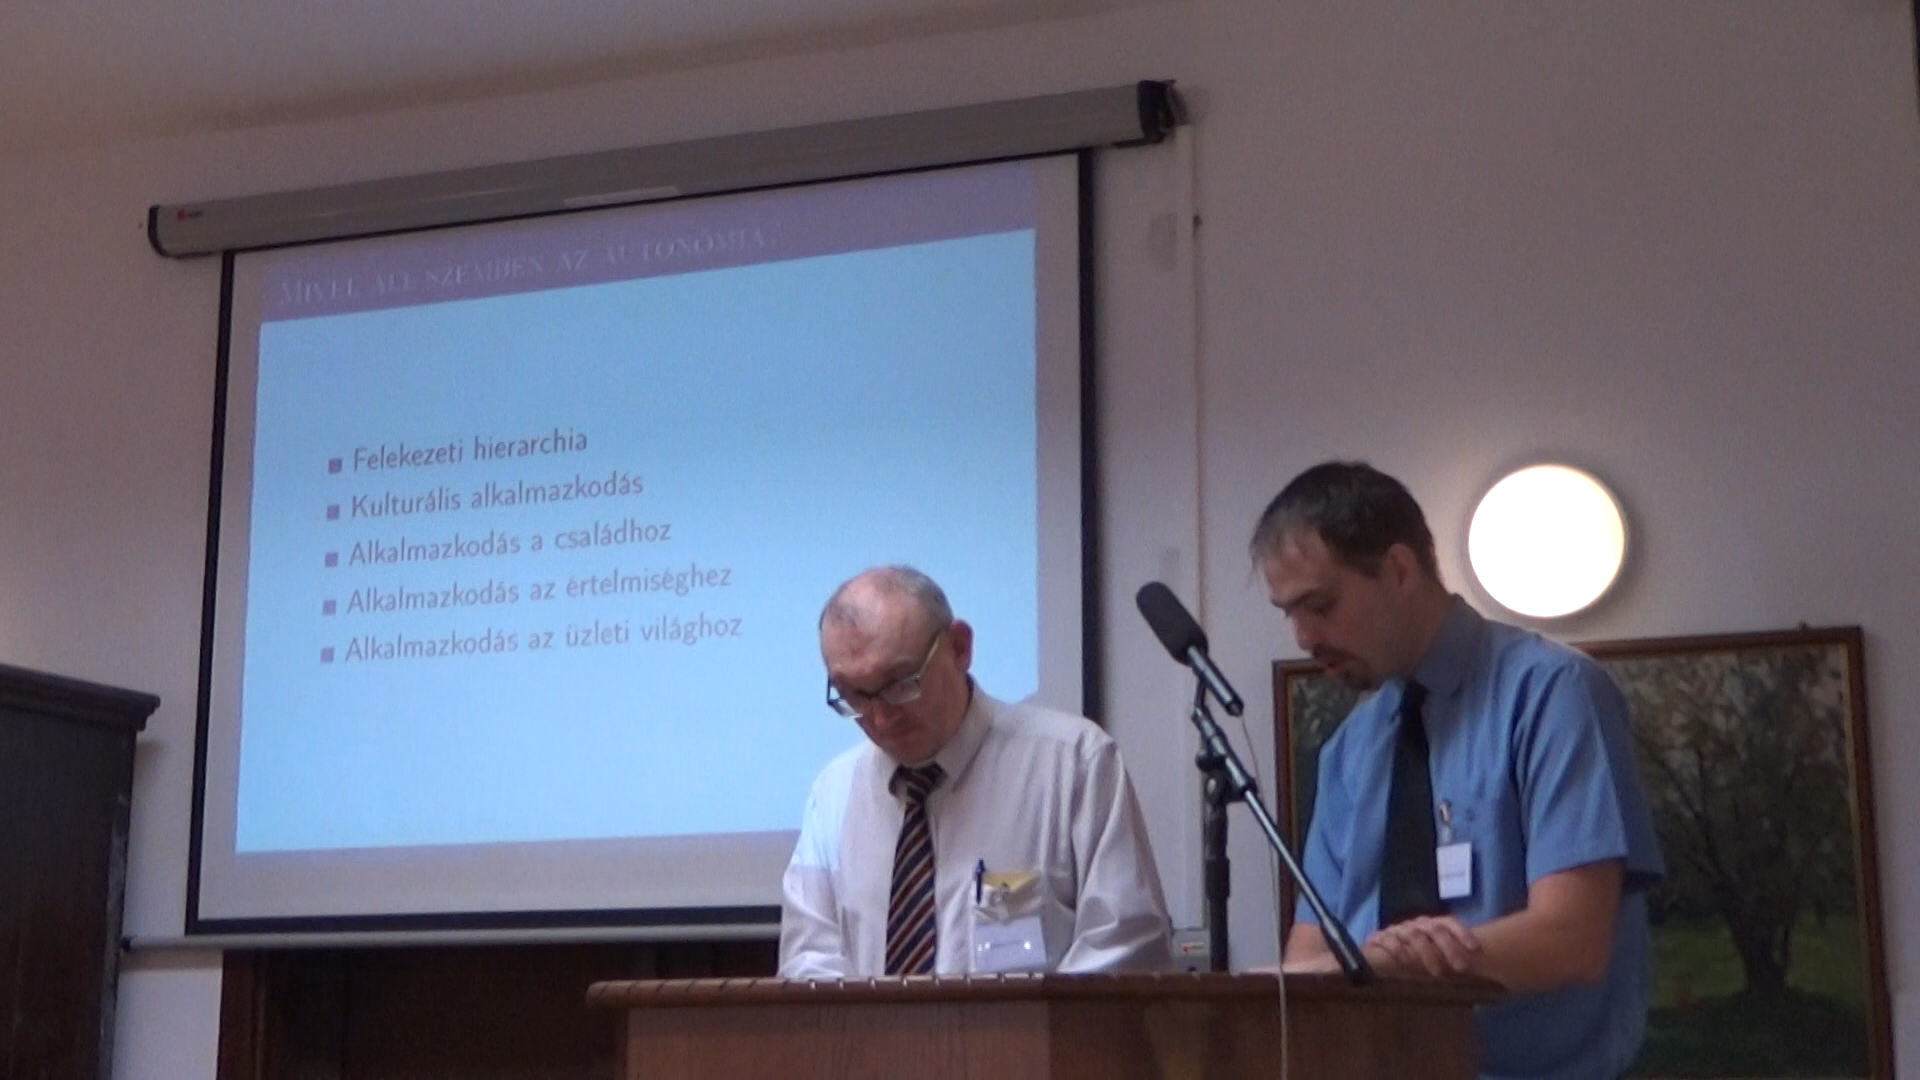 MIVEL ÁLL SZEMBEN AZ AUTONÓMIA?
Felekezeti hierarchia
Kulturális alkalmazkodás
Alkalmazkodás a családhoz
Alkalmazkodás az értelmiséghez
Alkalmazkodás az üzleti világhoz